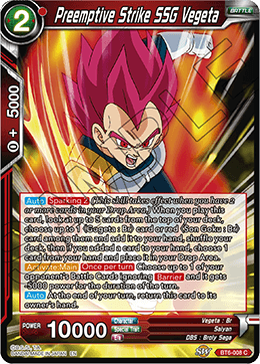 2
Preemptive Strike SSG Vegeta
BATTLE
+ 5000
Auto Sparking 2 (This skill takes effect when you have 2
or more cards in your Drop Area.) When you play this
card, look at up to 5 cards from the top of your deck,
choose up to 1 《Gogeta : Br》 card or red 《Son Goku : Br》
card among them and add it to your hand, shuffle your
deck, then, if you added a card to your hand, choose 1
card from your hand and place it in your Drop Area.
Activate Main Once per turn Choose up to 1 of your
opponent's Battle Cards ignoring Barrier and it gets
-5000 power for the duration of the turn.
Auto At the end of your turn, return this card to its
owner's hand.
POWER 10000
Character Vegeta : Br
Special Trait Saiyan
Era DBS : Broly Saga
BT6-008 C